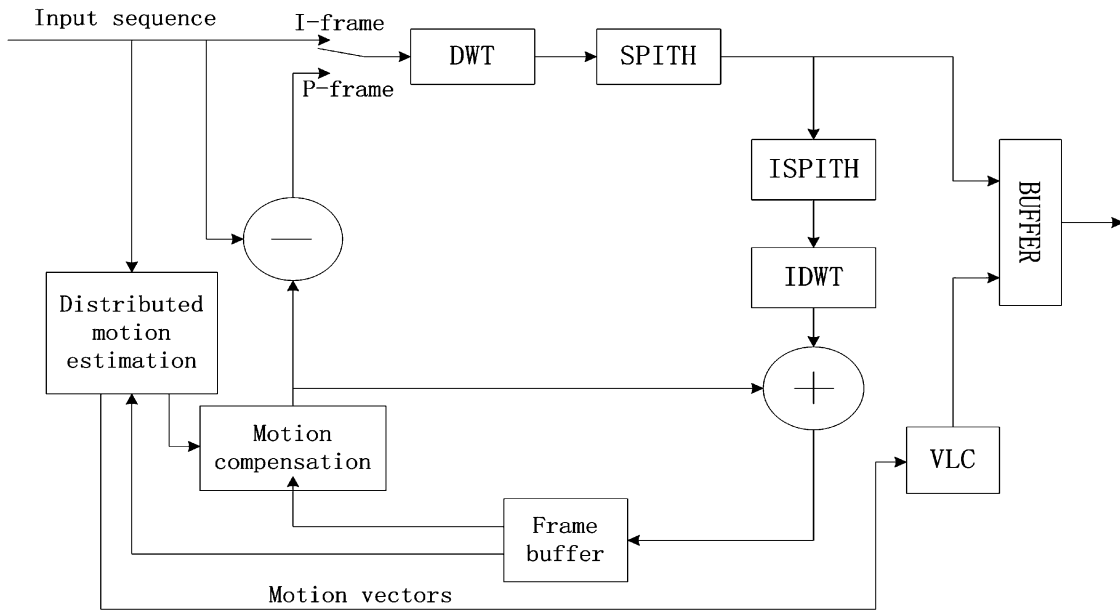 Input sequence
I-frame
P-frame
DWT
SPITH
ISPITH
IDWT
BUFFER
Distributed
motion
estimation
Motion
compensation
VLC
Frame
buffer
Motion vectors